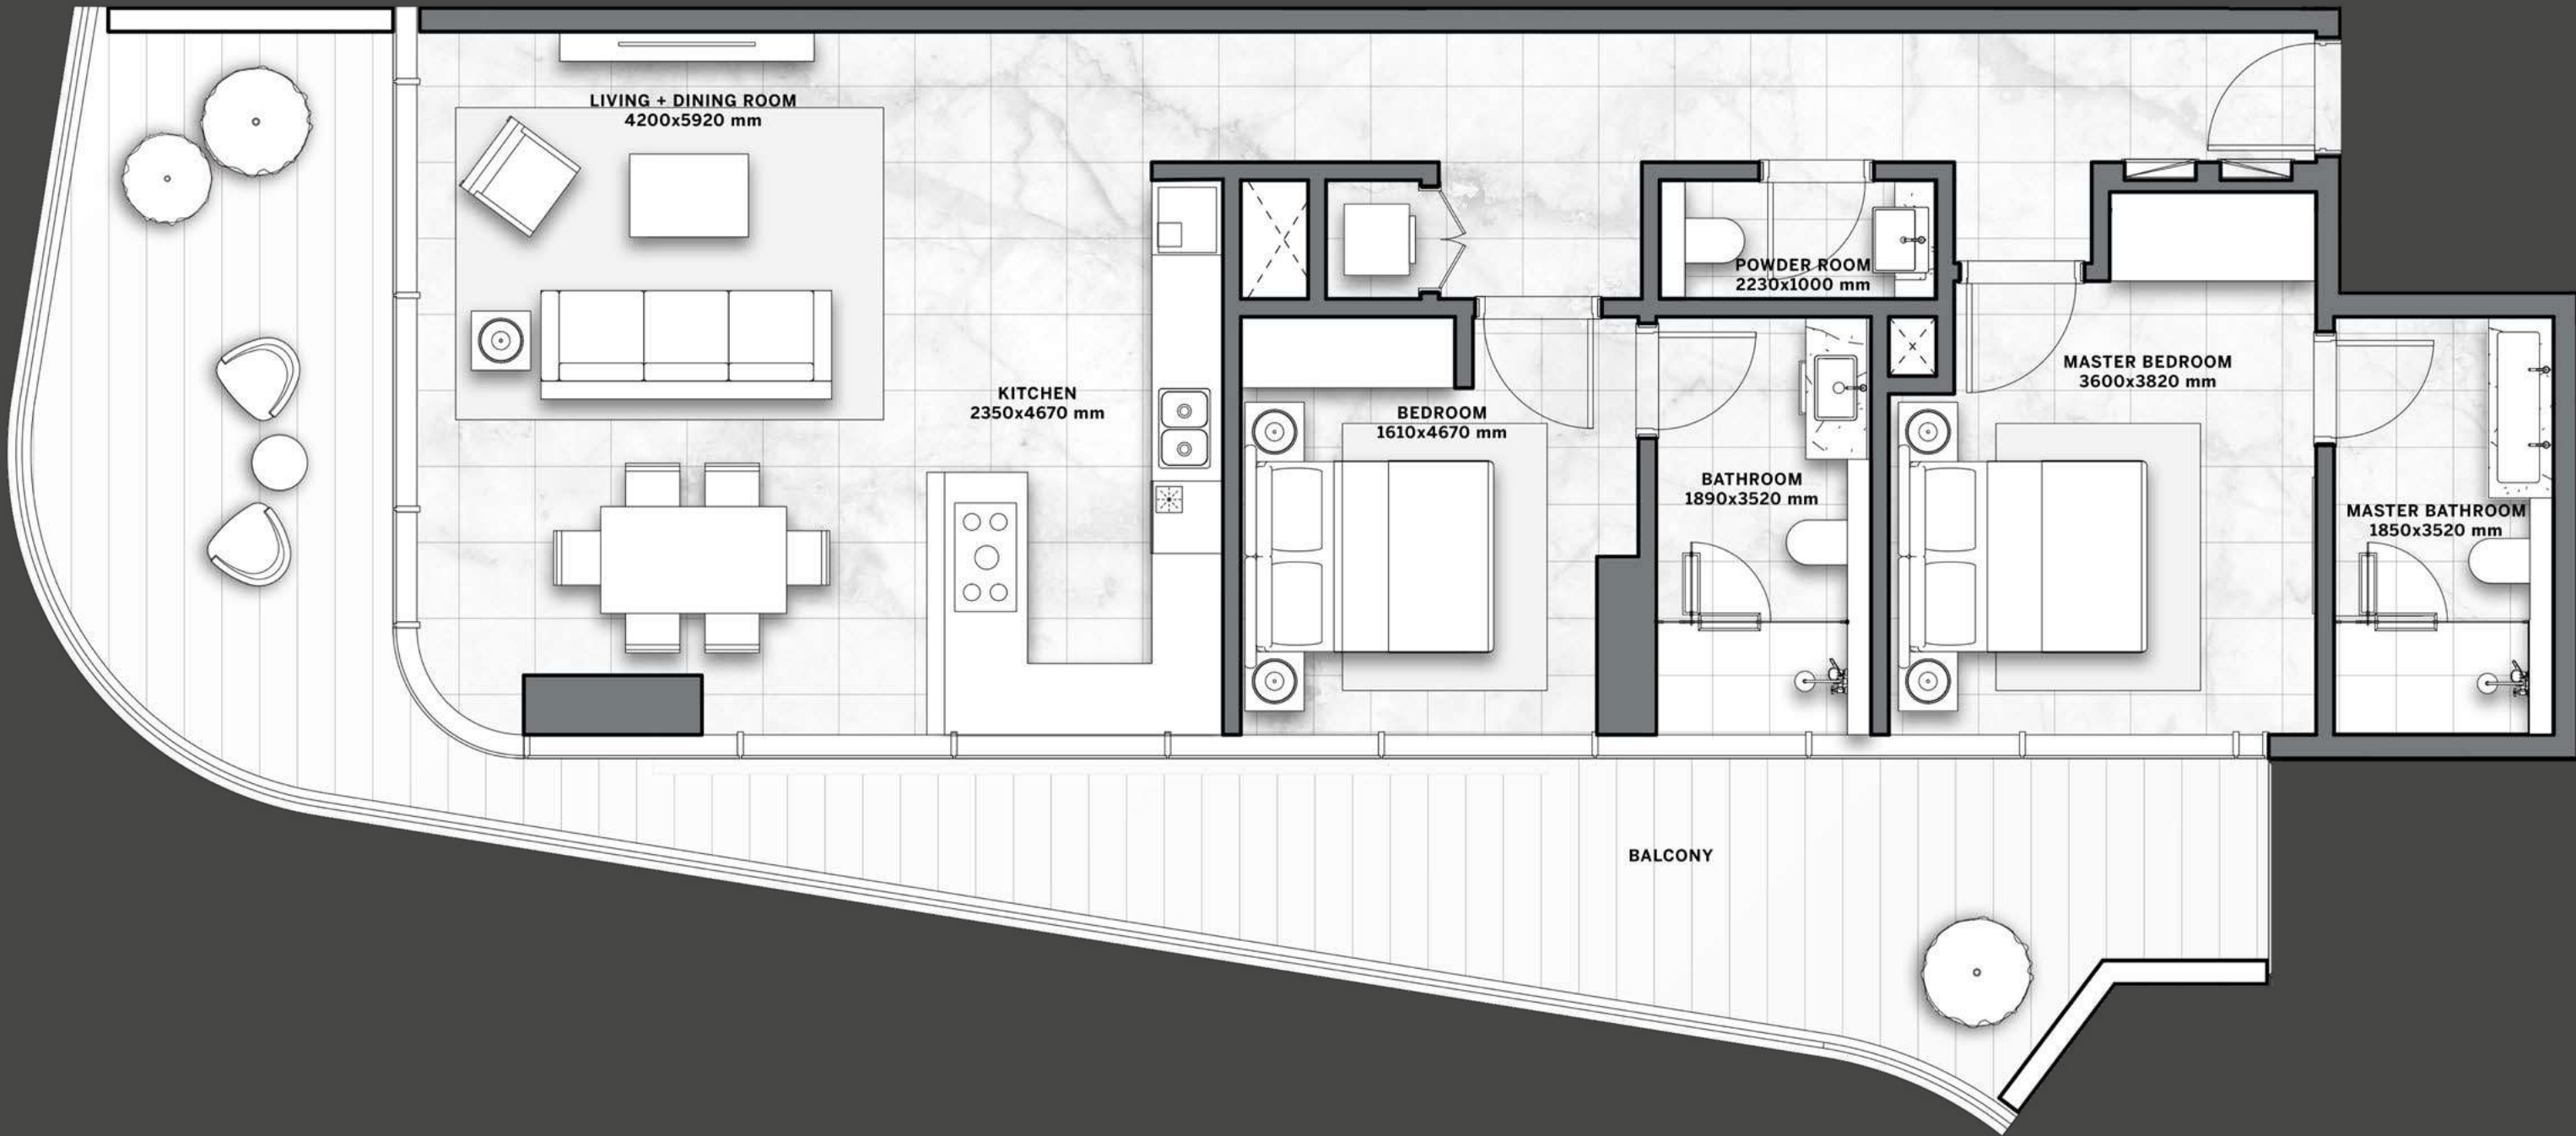 LIVING + DINING ROOM
4200x5920 mm
KITCHEN
2350x4670 mm
BEDROOM
1610x4670 mm
POWDER ROOM
2230x1000 mm
BATHROOM
1890x3520 mm
MASTER BEDROOM
3600x3820 mm
MASTER BATHROOM
1850x3520 mm
BALCONY